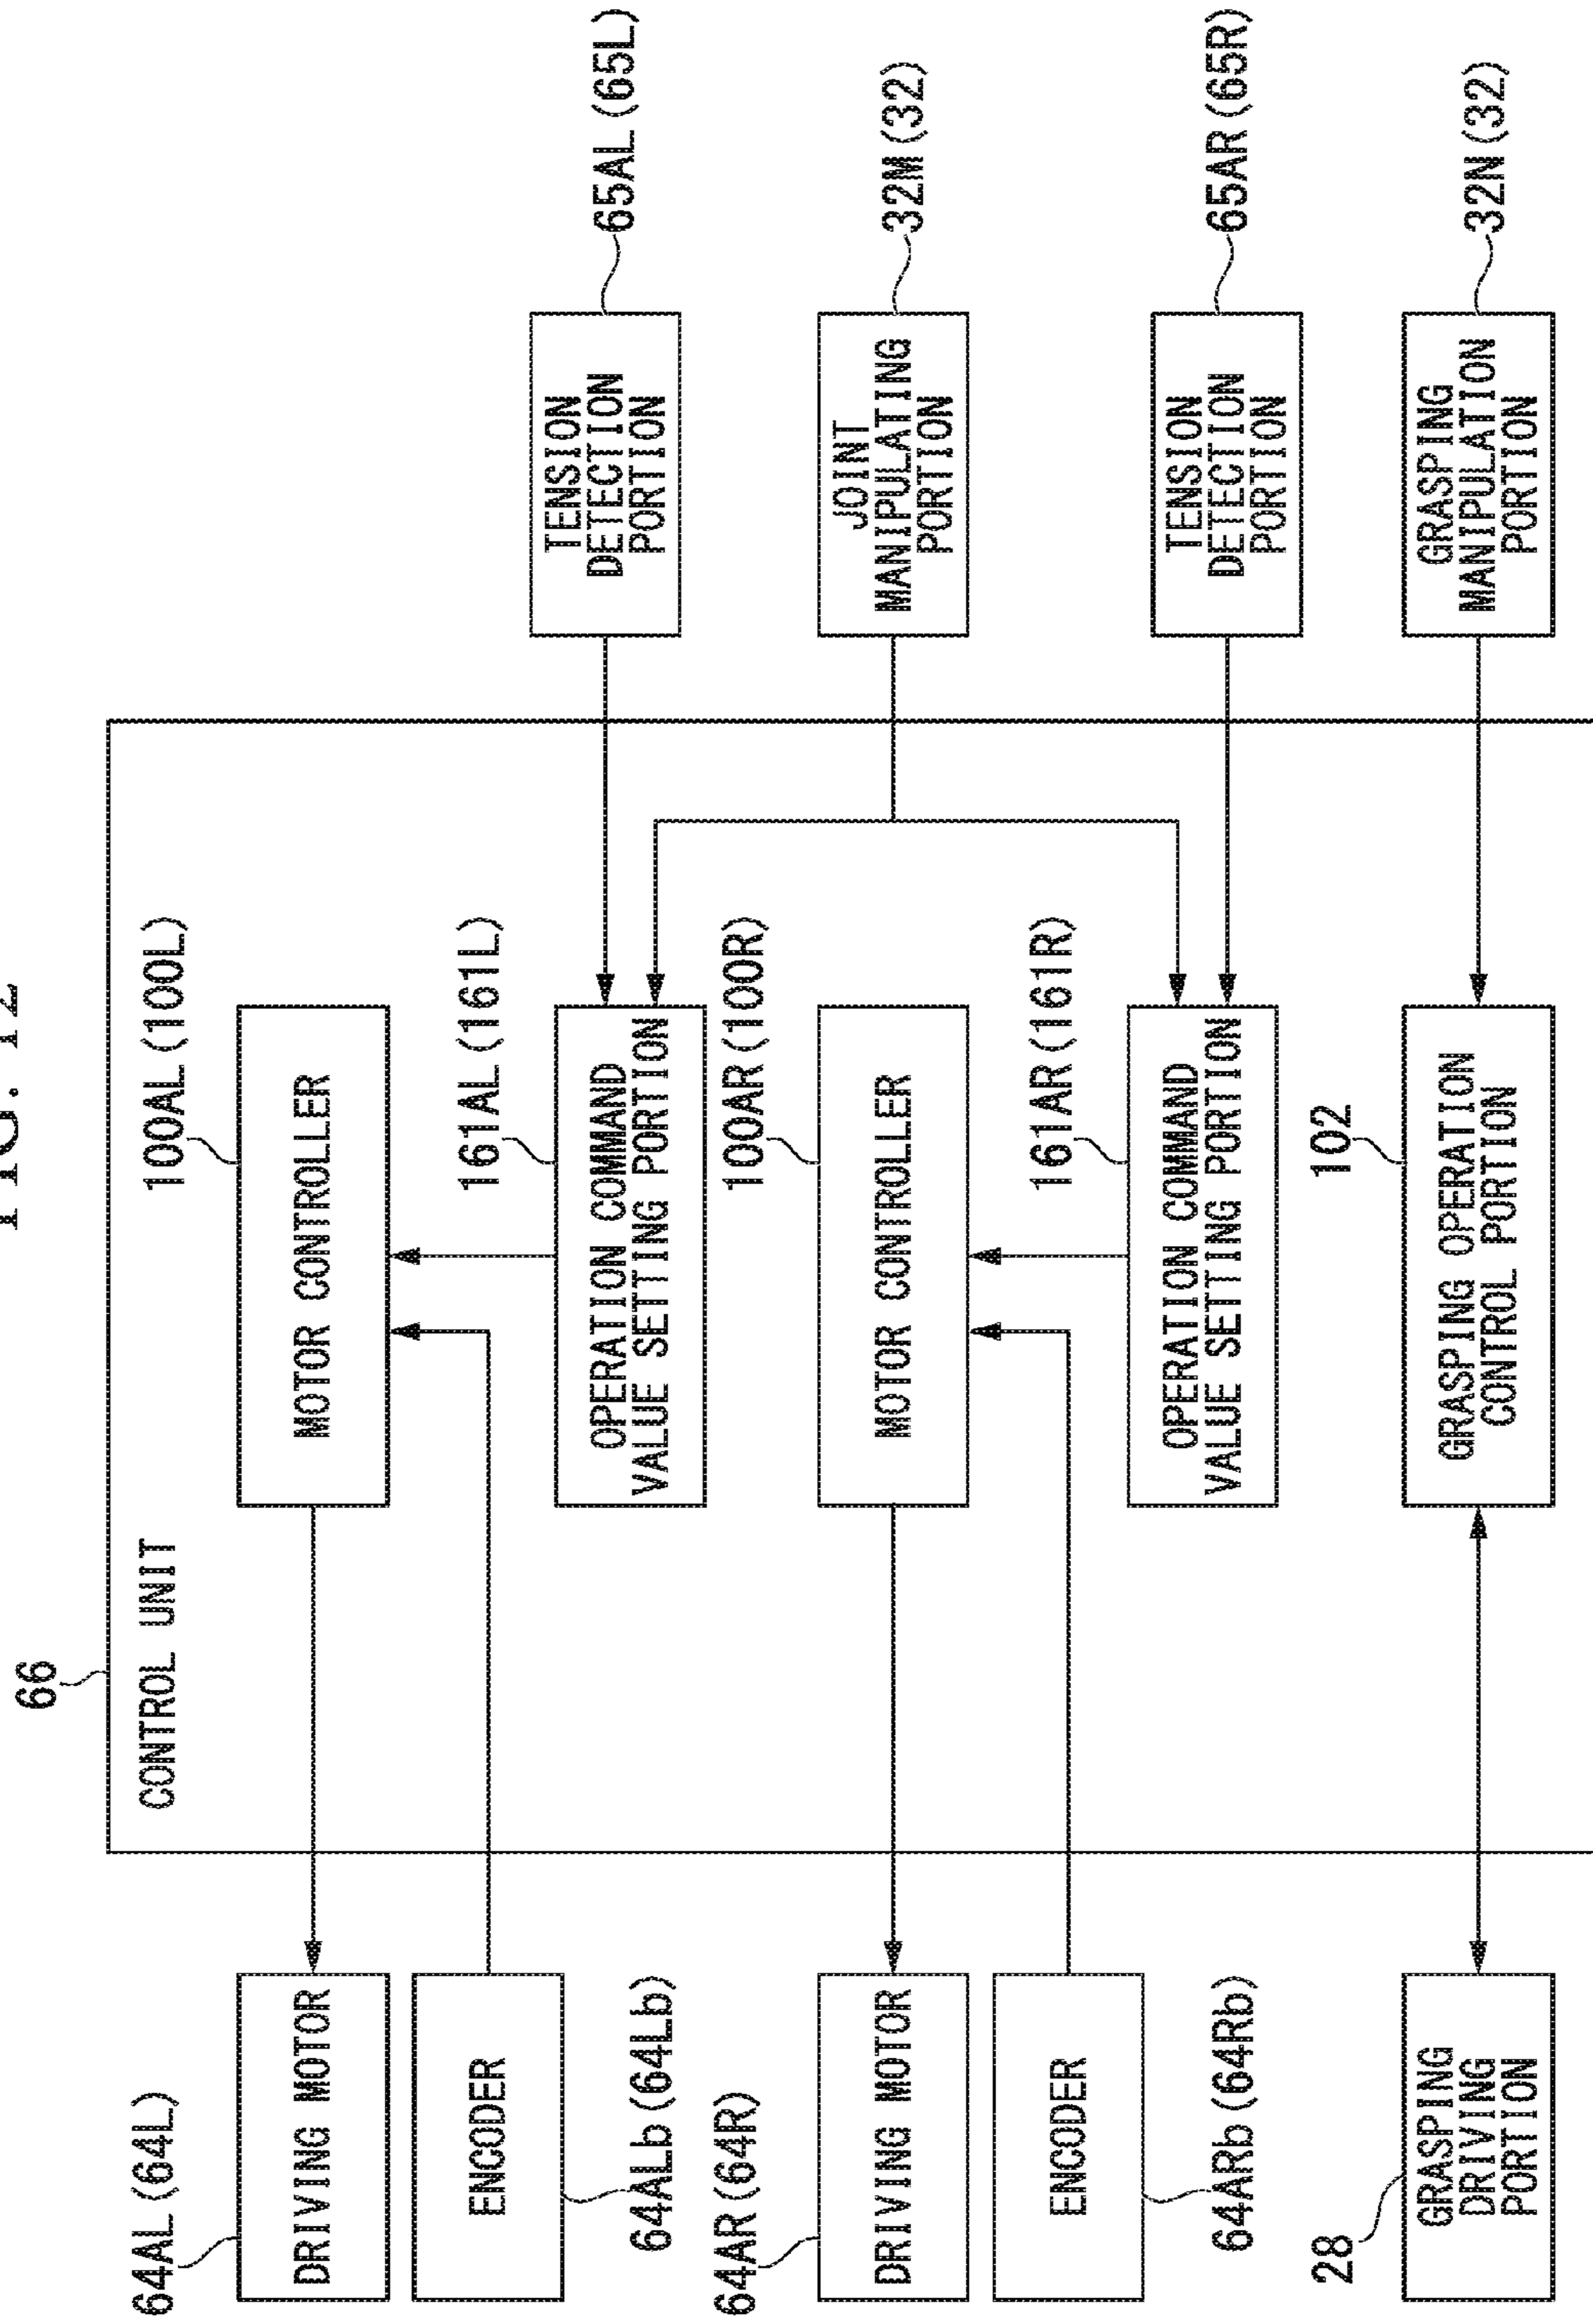 FIG. 12
66
CONTROL UNIT
64AL (64L)
DRIVING MOTOR
100AL (100L)
MOTOR CONTROLLER
ENCODER
64ALb (64Lb)
161AL (161L)
OPERATION COMMAND
VALUE SETTING PORTION
TENSION
DETECTION
PORTION
65AL (65L)
64AR (64R)
DRIVING MOTOR
100AR (100R)
MOTOR CONTROLLER
JOINT
MANIPULATING
PORTION
32M (32)
ENCODER
64ARb (64Rb)
161AR (161R)
OPERATION COMMAND
VALUE SETTING PORTION
TENSION
DETECTION
PORTION
65AR (65R)
28
GRASPING
DRIVING
PORTION
102
GRASPING OPERATION
CONTROL PORTION
GRASPING
MANIPULATION
PORTION
32N (32)